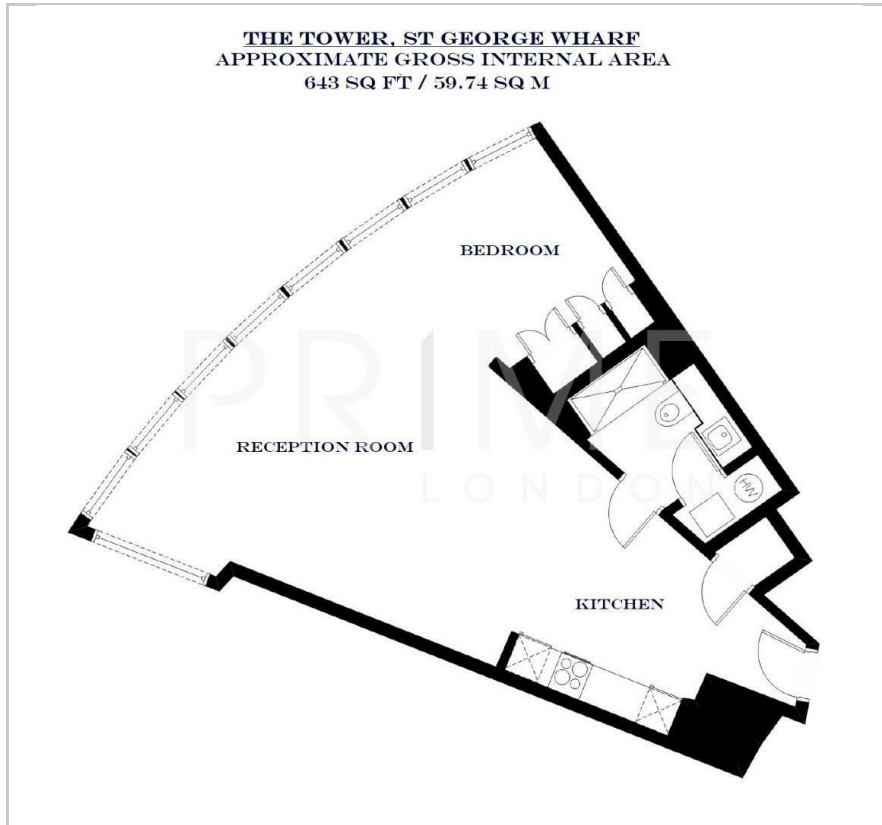 THE TOWER, ST GEORGE WHARF
APPROXIMATE GROSS INTERNAL AREA
643 SQ FT / 59.74 SQ M
BEDROOM
PRIME
RECEPTION ROOM
LONDON
HW
KITCHEN